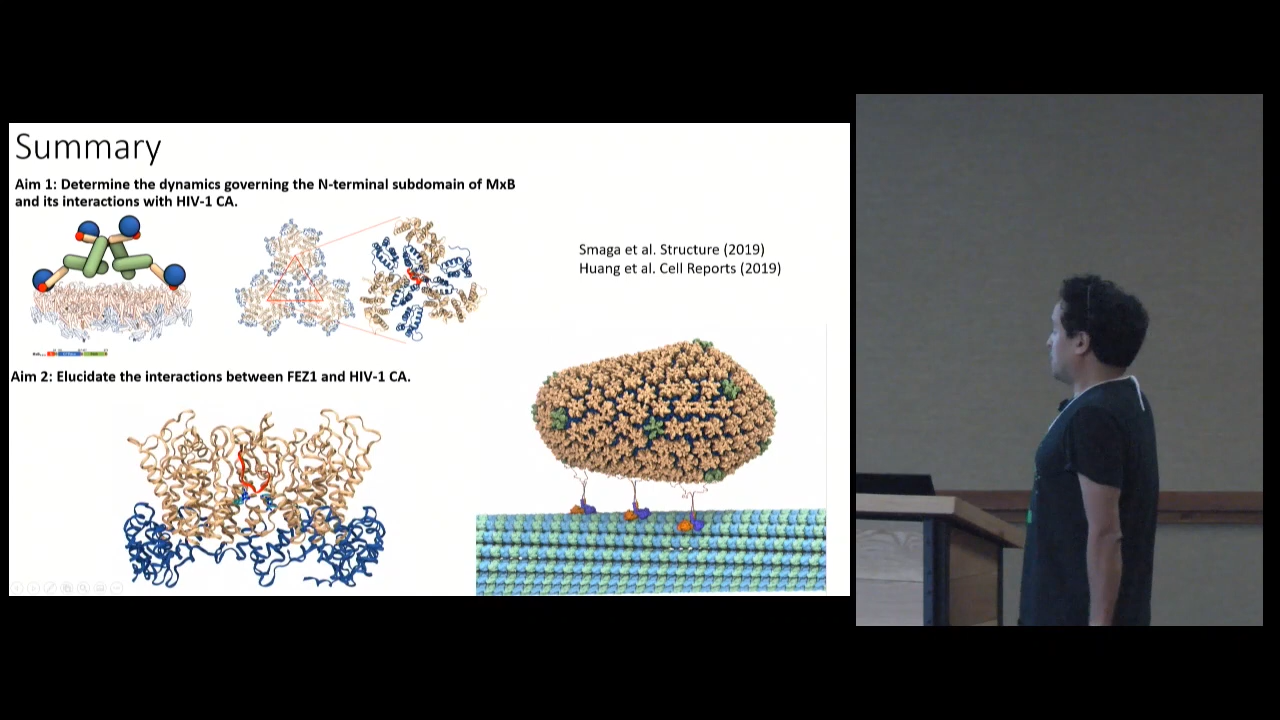 Summary
Aim 1: Determine the dynamics governing the N-terminal subdomain of MxB
and its interactions with HIV-1 CA.
Smaga et al. Structure (2019)
Huang et al. Cell Reports (2019)
Aim 2: Elucidate the interactions between FEZ1 and HIV-1 CA.